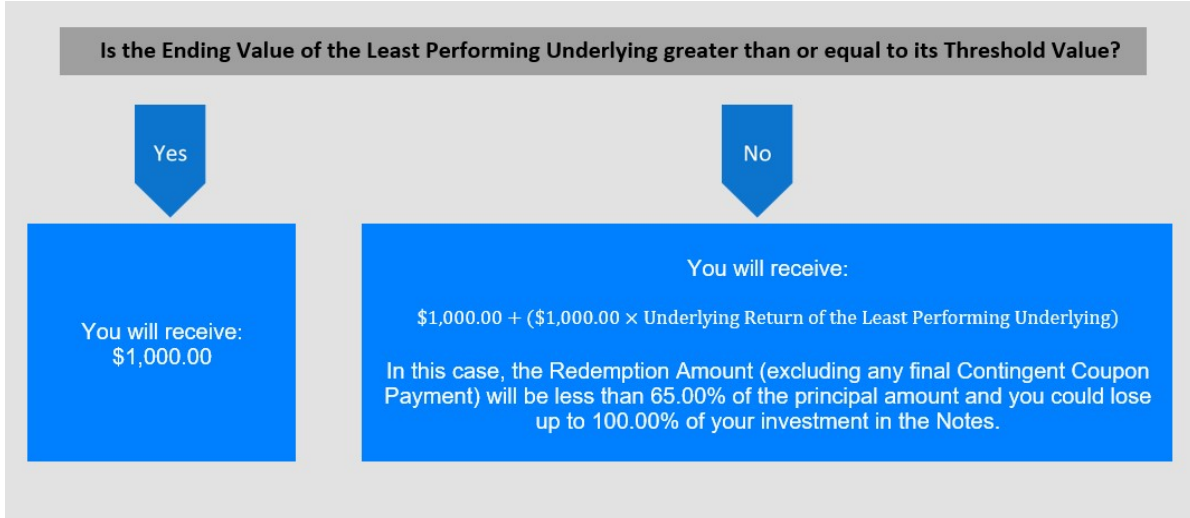 Is the Ending Value of the Least Performing Underlying greater than or equal to its Threshold Value?
Yes
No
You will receive:
$1,000.00
You will receive:
$1,000.00 + ($1,000.00 × Underlying Return of the Least Performing Underlying)
In this case, the Redemption Amount (excluding any final Contingent Coupon
Payment) will be less than 65.00% of the principal amount and you could lose
up to 100.00% of your investment in the Notes.